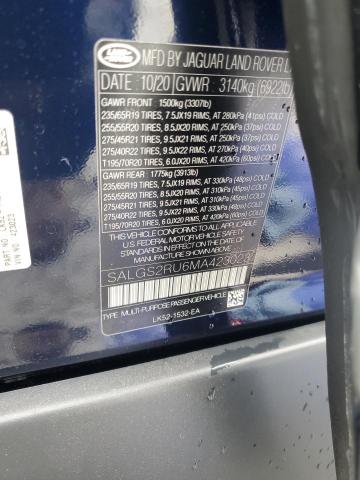 LAND ROVER
MFD BY JAGUAR LAND ROVER L
DATE: 10/20 GVWR 3140kg (6922lb)
GAWR FRONT: 1500kg (3307lb)
235/65R19 TIRES, 7.5JX19 RIMS, AT 280kPa (41psi) COLD
255/55R20 TIRES, 8.5JX20 RIMS, AT 250kPa (37psi) COLD
275/45R21 TIRES, 9.5JX21 RIMS, AT 250kPa (37psi) COLD
275/40R22 TIRES, 9.5JX22 RIMS, AT 270kPa (40psi) COLD
T195/70R20 TIRES, 6.0JX20 RIMS, AT 420kPa (60psi) COLD
GAWR REAR: 1775kg (3913lb)
235/65R19 TIRES, 7.5JX19 RIMS, AT 330kPa (48psi) COLD
255/55R20 TIRES, 8.5JX20 RIMS, AT 310kPa (45psi) COLD
275/45R21 TIRES, 9.5JX21 RIMS, AT 310kPa (45psi) COLD
275/40R22 TIRES, 9.5JX22 RIMS, AT 330kPa (48psi) COLD
T195/70R20 TIRES, 6.0JX20 RIMS, AT 420kPa (60psi) COLD
THIS VEHICLE CONFORMS TO ALL APPLICABLE
U.S. FEDERAL MOTOR VEHICLE SAFETY
STANDARDS IN EFFECT ON THE DATE OF
MANUFACTURE SHOWN ABOVE
SALGS2RU6MA423023
TYPE: MULTI-PURPOSE PASSENGER VEHICLE
LK52-1532-EA
423023